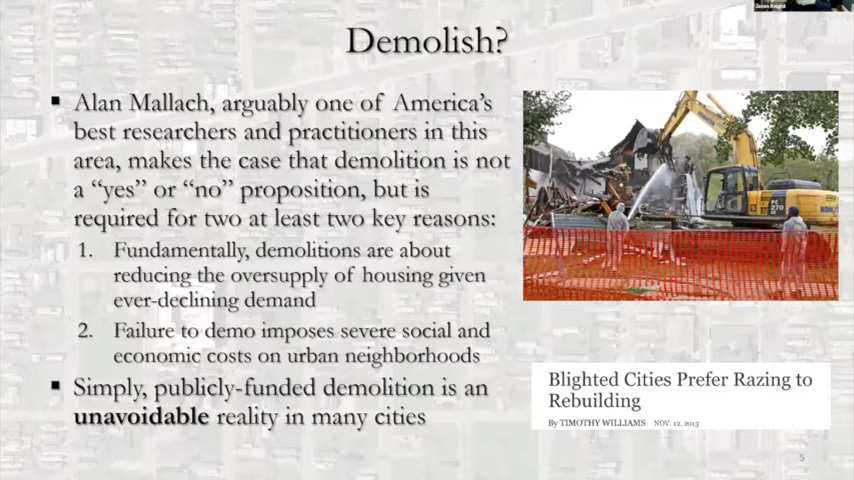 Jason Knight
Demolish?
▪ Alan Mallach, arguably one of America's
best researchers and practitioners in this
area, makes the case that demolition is not
a “yes” or “no” proposition, but is
required for two at least two key reasons:
1. Fundamentally, demolitions are about
reducing the oversupply of housing given
ever-declining demand
2. Failure to demo imposes severe social and
economic costs on urban neighborhoods
▪ Simply, publicly-funded demolition is an
unavoidable reality in many cities
PC
270
Blighted Cities Prefer Razing to
Rebuilding
By TIMOTHY WILLIAMS NOV. 12, 2013
5